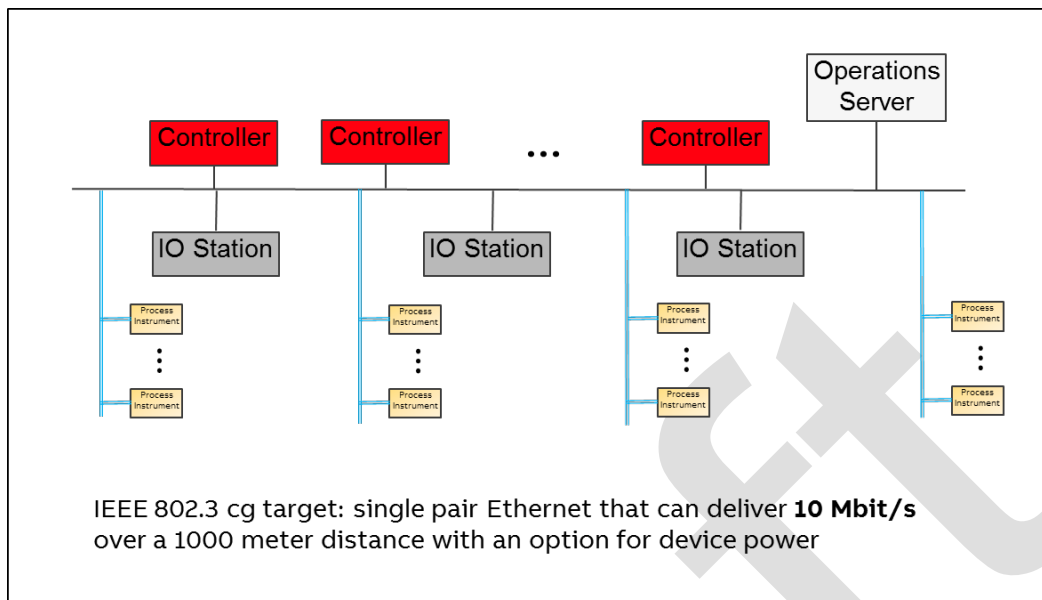 Operations
Server
Controller
Controller
...
Controller
IO Station
IO Station
IO Station
Process
Instrument
Process
Instrument
Process
Instrument
Process
Instrument
Process
Instrument
Process
Instrument
Process
Instrument
Process
Instrument
IEEE 802.3 cg target: single pair Ethernet that can deliver 10 Mbit/s
over a 1000 meter distance with an option for device power
ft